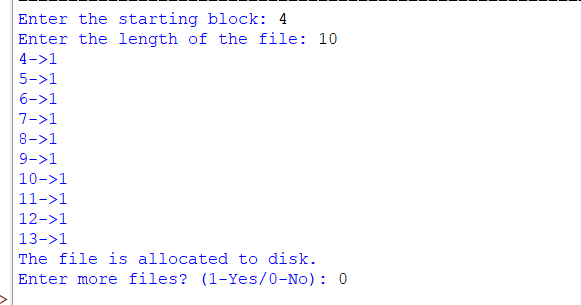 Enter the starting block: 4
Enter the length of the file: 10
4->1
5->1
6->1
7->1
8->1
9->1
10->1
11->1
12->1
13->1
The file is allocated to disk.
Enter more files? (1-Yes/0-No): 0
>